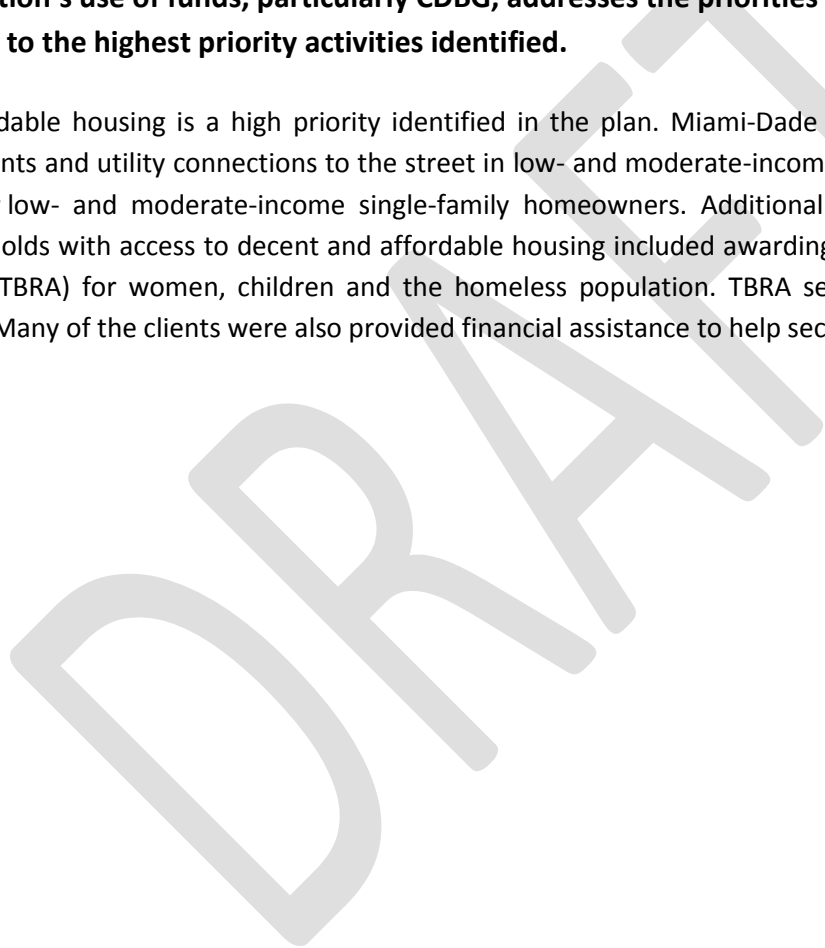 tion's use of funds, particularly CDBG, addresses the priorities
to the highest priority activities identified.
dable housing is a high priority identified in the plan. Miami-Dade
nts and utility connections to the street in low- and moderate-incom
low- and moderate-income single-family homeowners. Additional
olds with access to decent and affordable housing included awarding
TBRA) for women, children and the homeless population. TBRA se
Many of the clients were also provided financial assistance to help sec
DRAFT